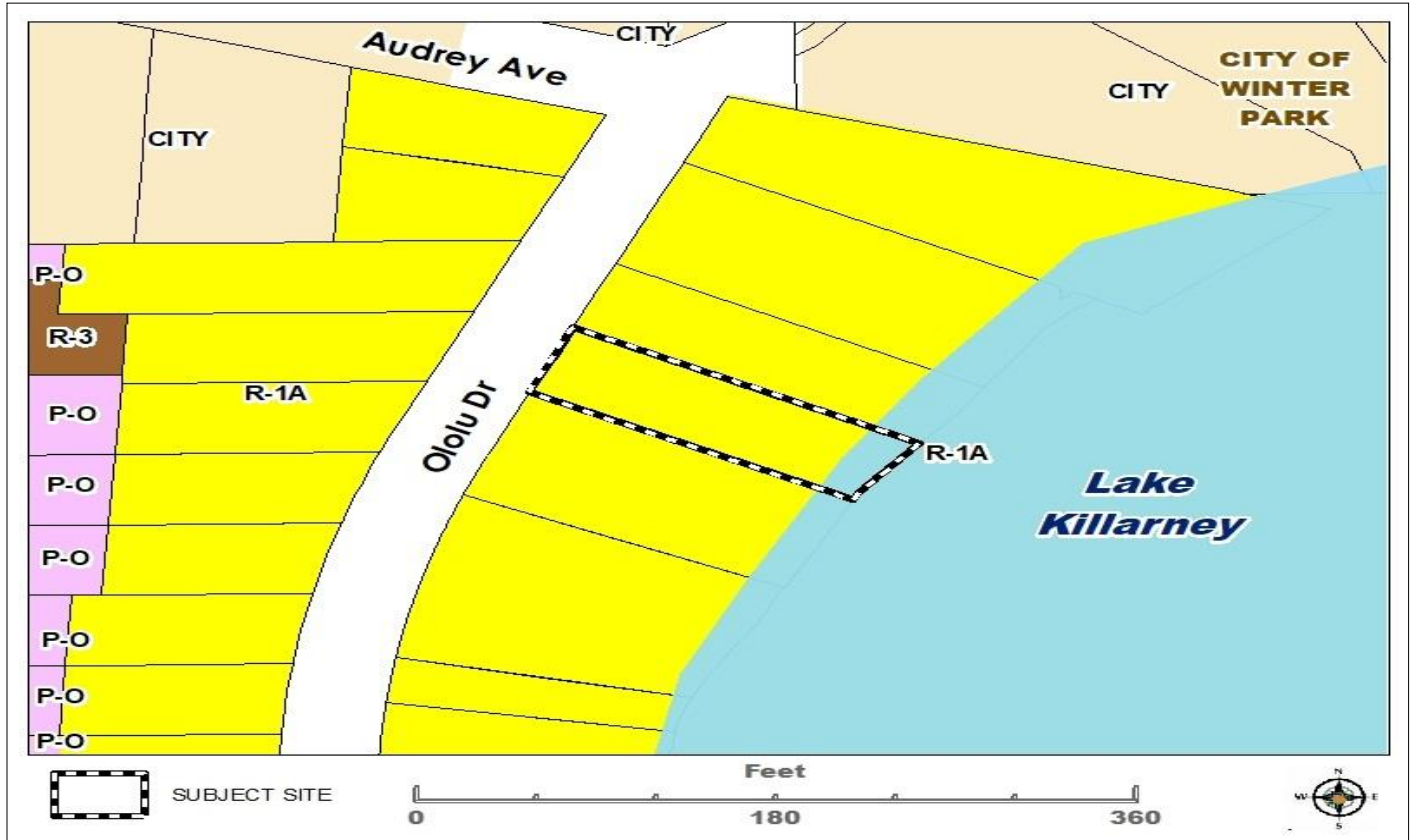 CITY
Audrey Ave
CITY OF
WINTER
PARK
CITY
CITY
P-O
R-3
R-1A
P-O
Ololu Dr
R-1A
P-O
Lake
Killarney
P-O
P-O
P-O
P-O
SUBJECT SITE
Feet
0
180
360
N
W
E
S